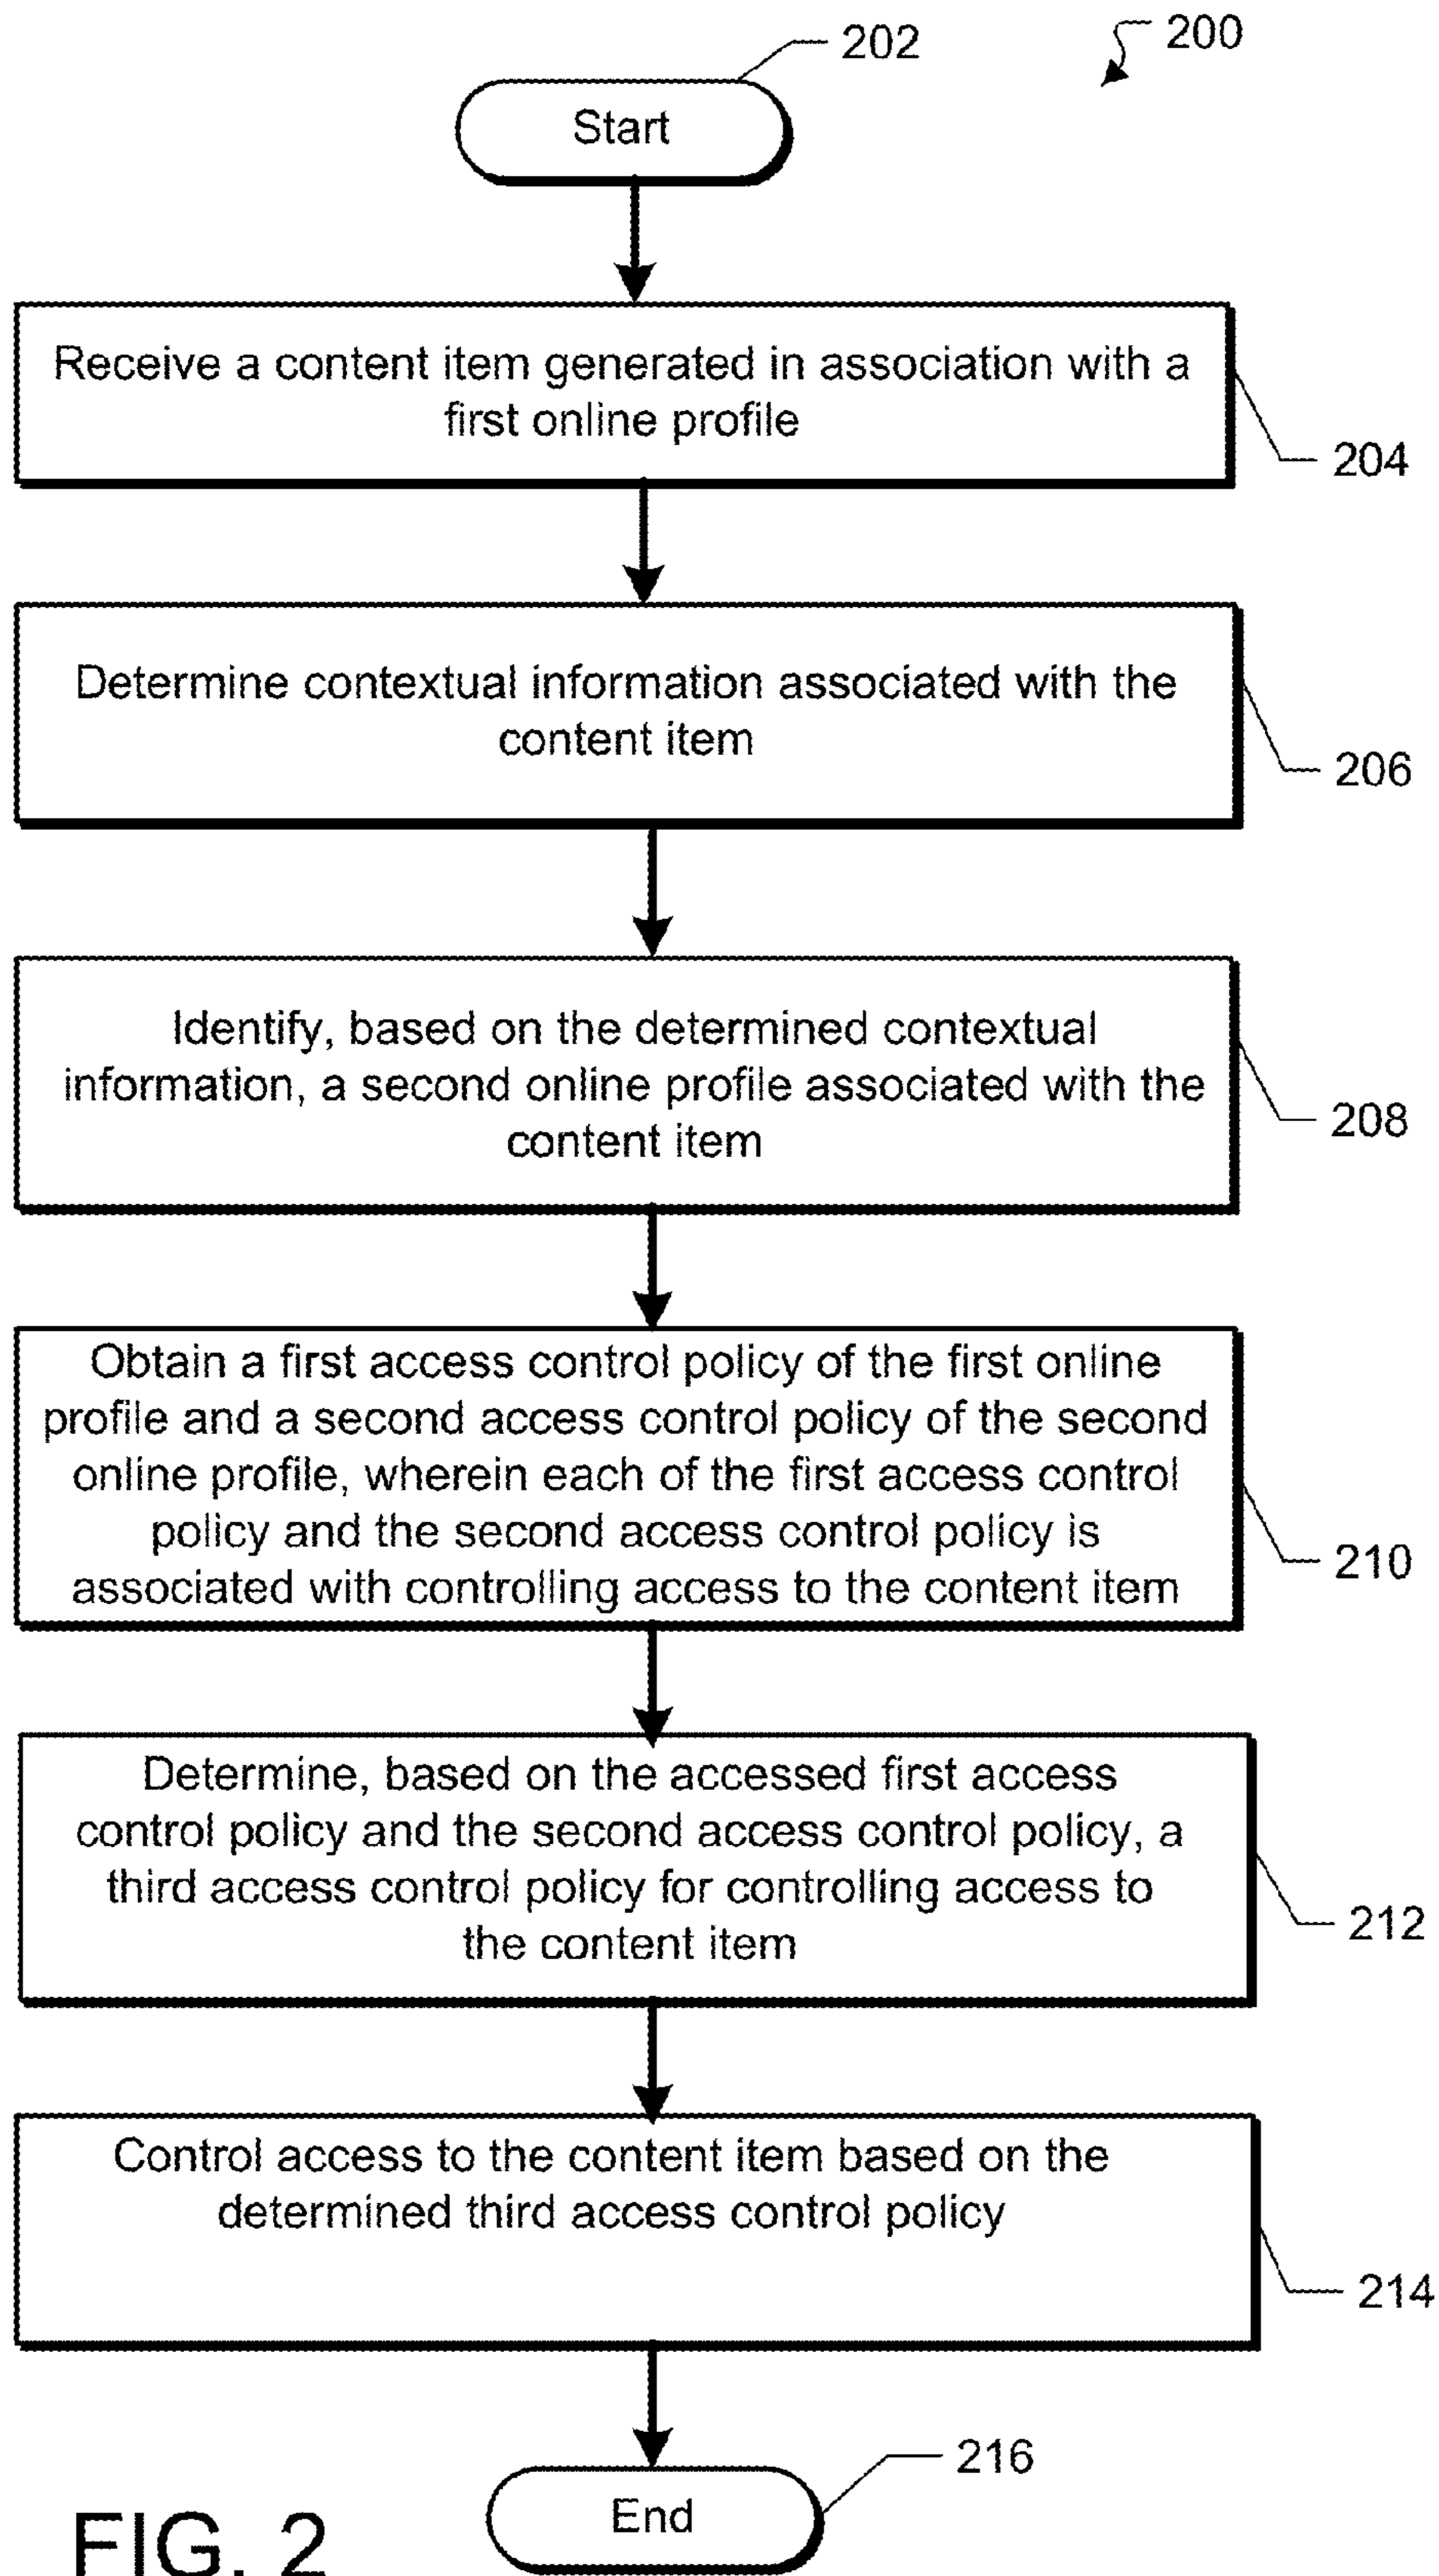 200
202
Start
Receive a content item generated in association with a
first online profile
204
Determine contextual information associated with the
content item
206
Identify, based on the determined contextual
information, a second online profile associated with the
content item
208
Obtain a first access control policy of the first online
profile and a second access control policy of the second
online profile, wherein each of the first access control
policy and the second access control policy is
associated with controlling access to the content item
210
Determine, based on the accessed first access
control policy and the second access control policy, a
third access control policy for controlling access to
the content item
212
Control access to the content item based on the
determined third access control policy
214
216
End
FIG. 2